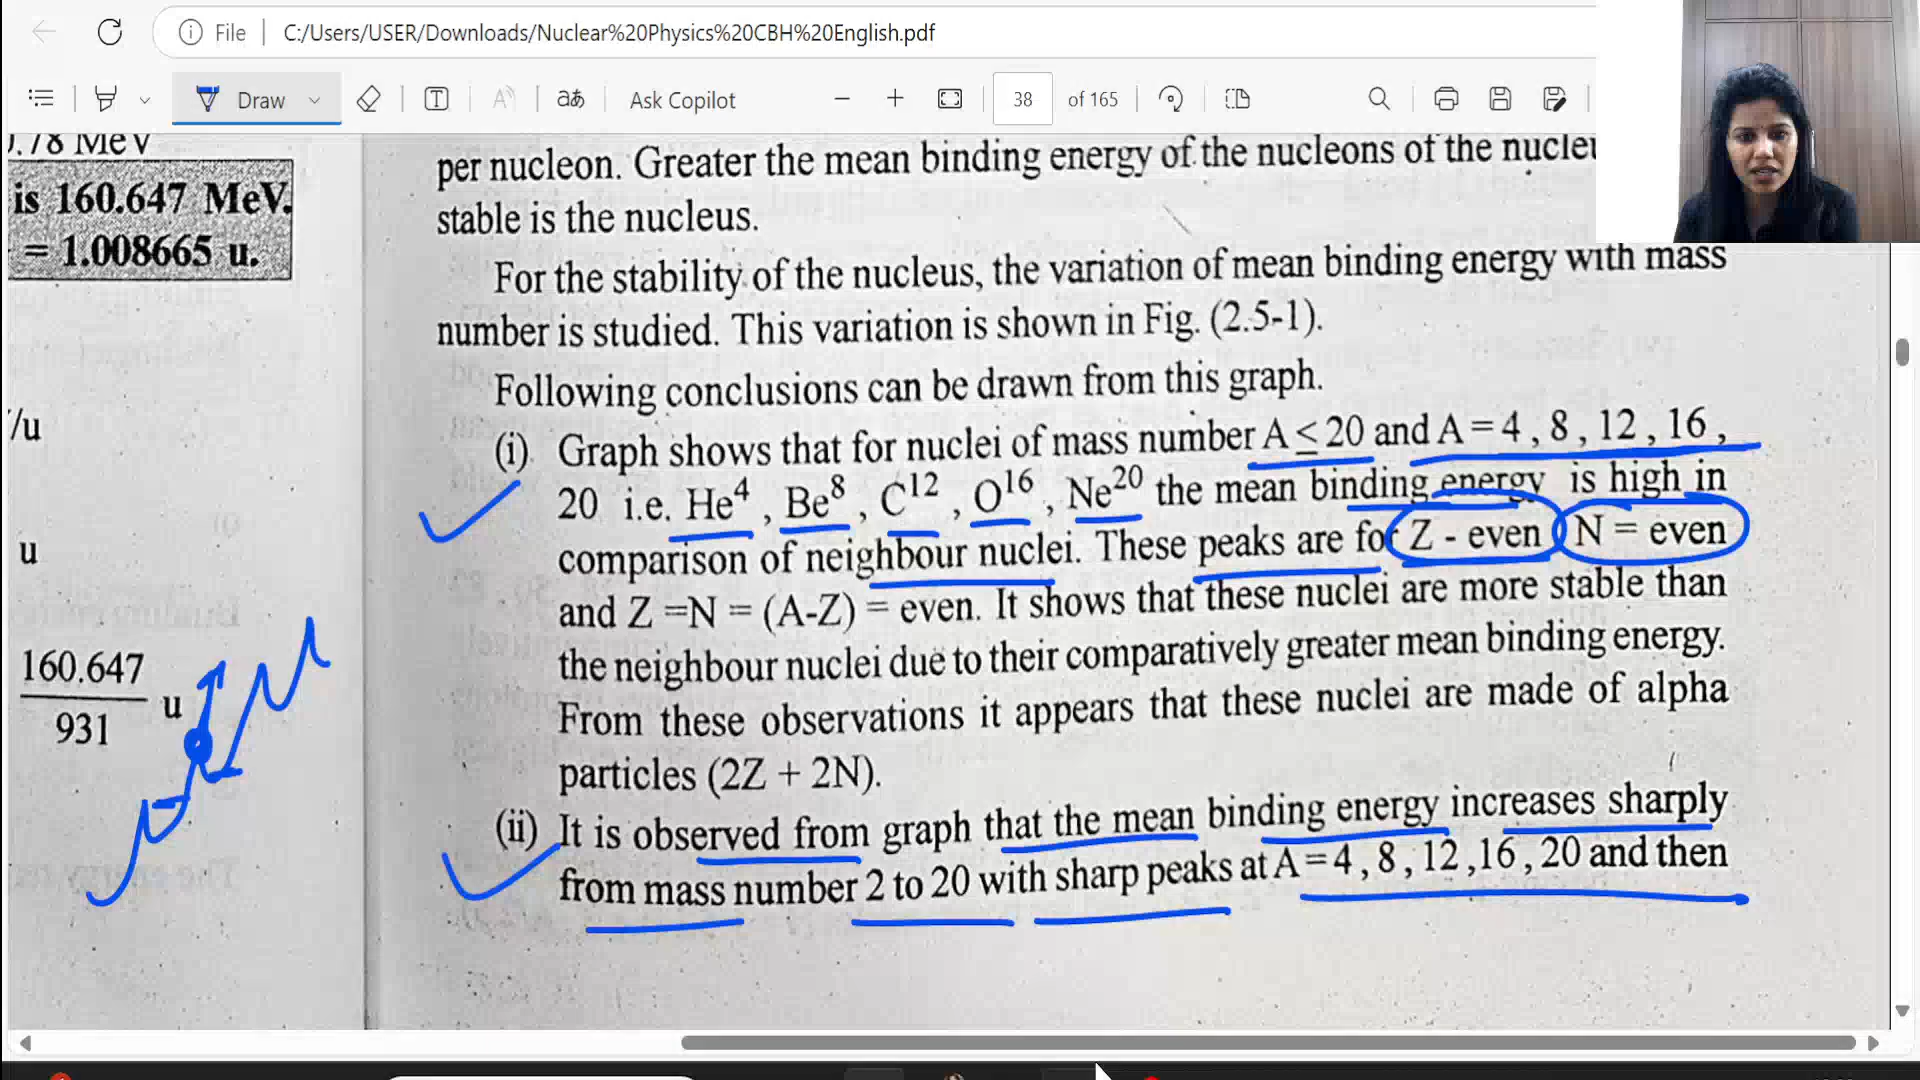 File C:/Users/USER/Downloads/Nuclear%20Physics%20CBH%20English.pdf
Draw Ask Copilot 38 of 165
MeV
is 160.647 MeV.
= 1.008665 u.
/u
u
160.647
931
u
per nucleon. Greater the mean binding energy of the nucleons of the
stable is the nucleus.
For the stability of the nucleus, the variation of mean binding energy with mass
number is studied. This variation is shown in Fig. (2.5-1).
Following conclusions can be drawn from this graph.
(i) Graph shows that for nuclei of mass number A ≤ 20 and A = 4 , 8 , 12 , 16 ,
20 i.e. He⁴ , Be⁸ , C¹² , O¹⁶ , Ne²⁰ the mean binding energy is high in
comparison of neighbour nuclei. These peaks are for Z - even N = even
and Z =N = (A-Z) = even. It shows that these nuclei are more stable than
the neighbour nuclei due to their comparatively greater mean binding energy.
From these observations it appears that these nuclei are made of alpha
particles (2Z + 2N).
(ii) It is observed from graph that the mean binding energy increases sharply
from mass number 2 to 20 with sharp peaks at A = 4 , 8 , 12 ,16 , 20 and then